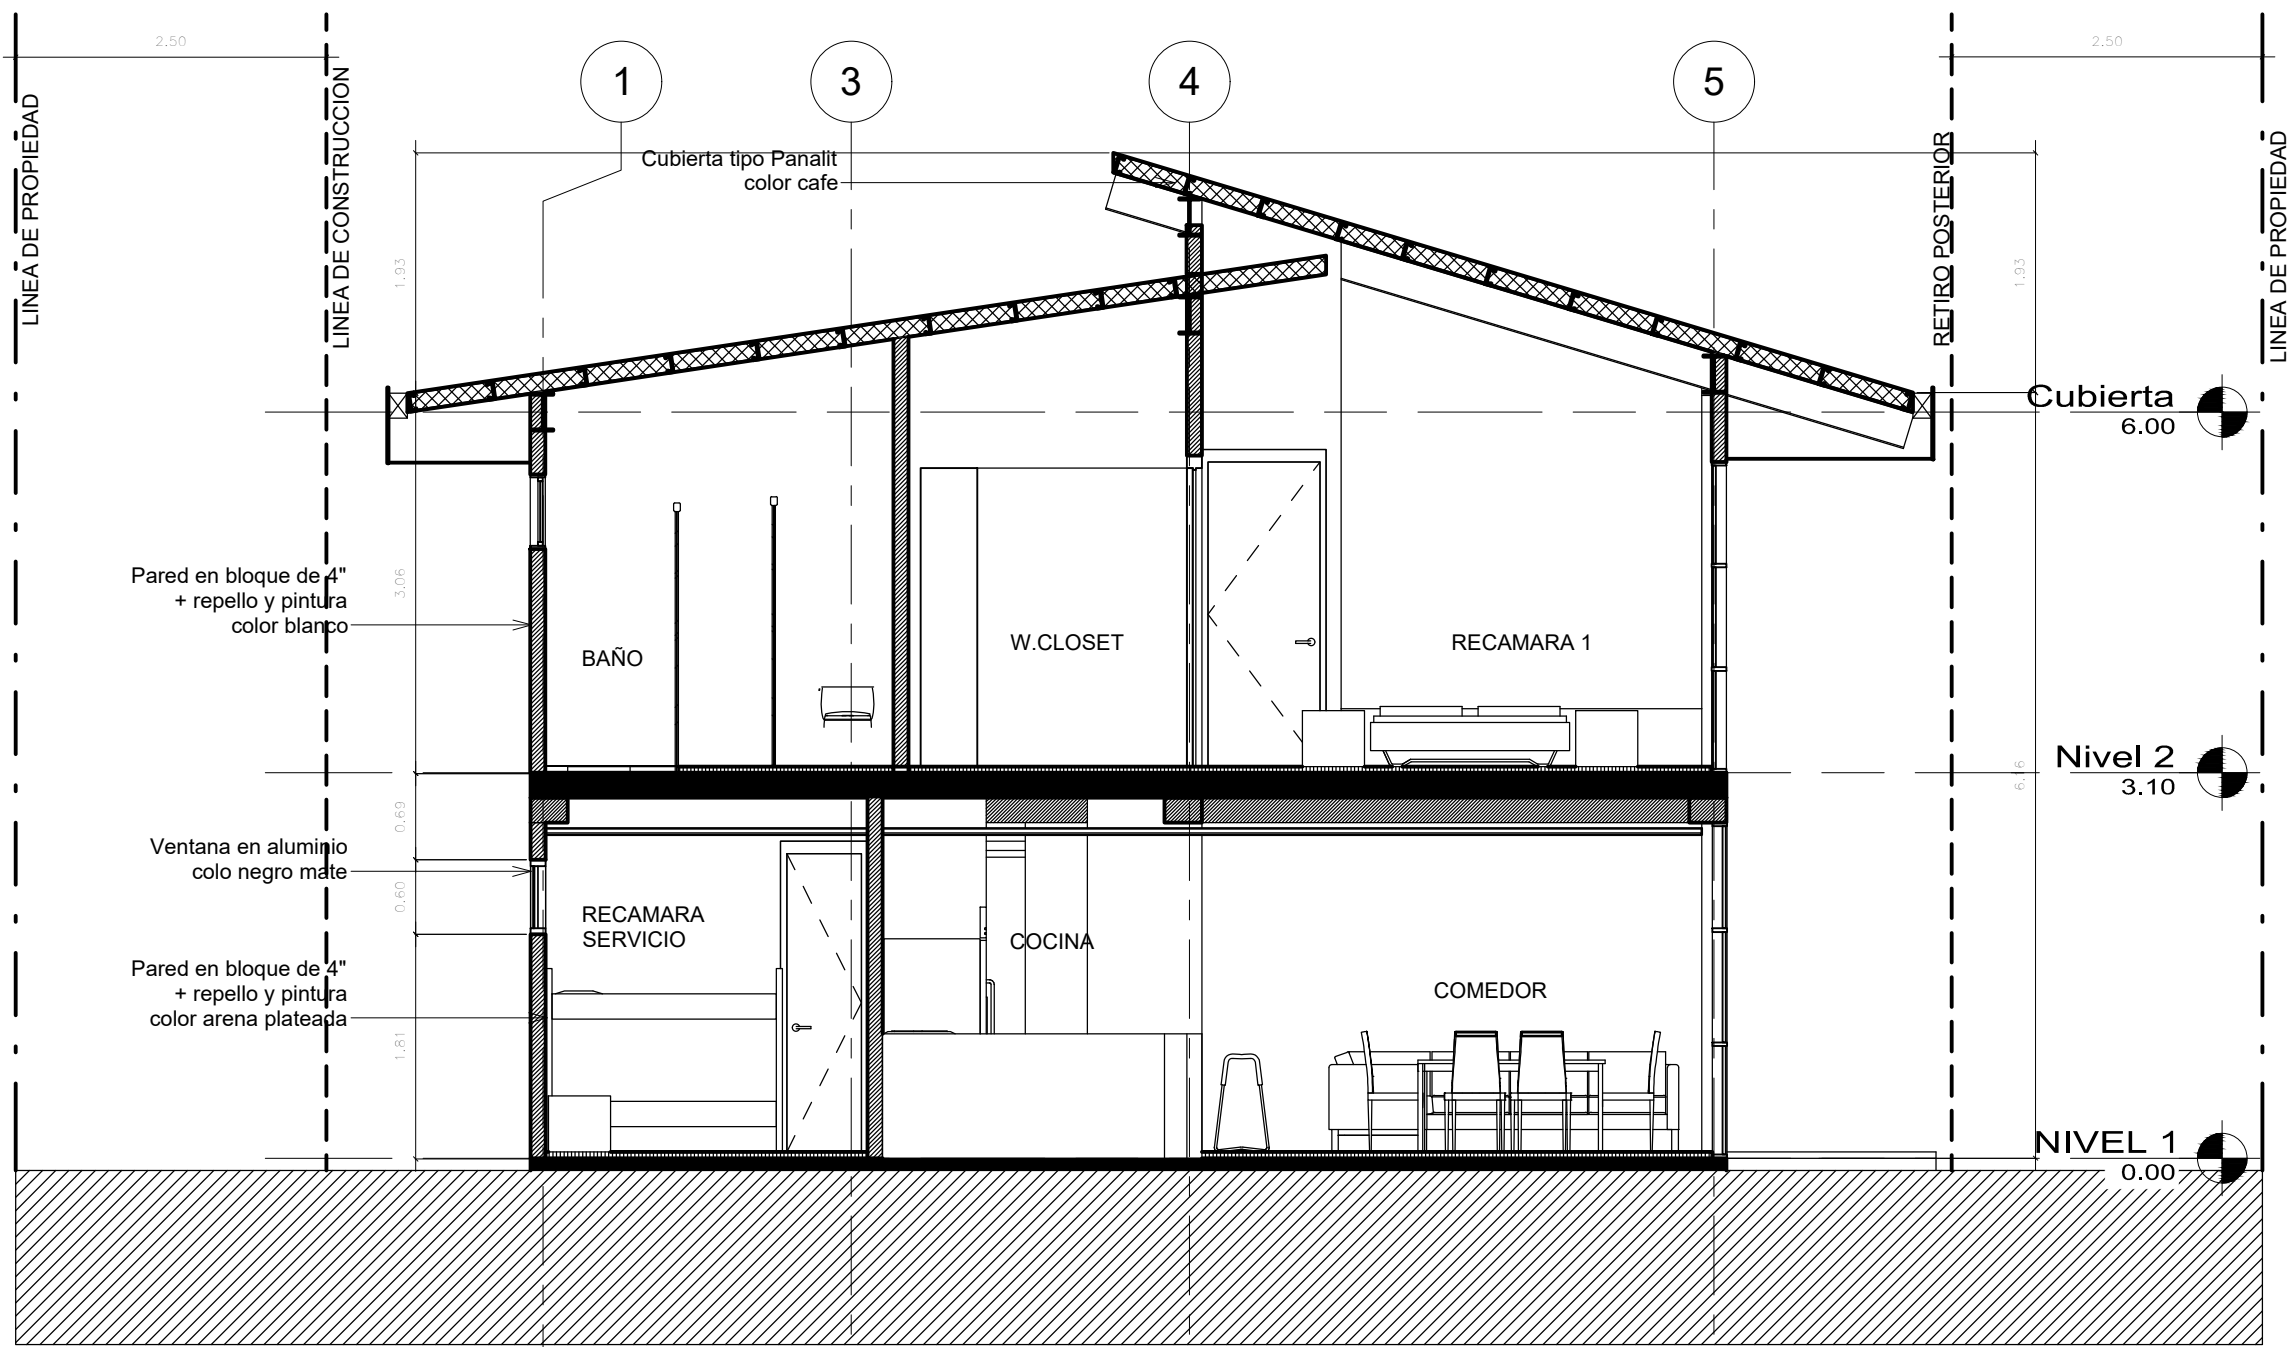 2.50
2.50
1
3
4
5
LINEA DE PROPIEDAD
LINEA DE CONSTRUCCION
RETIRO POSTERIOR
LINEA DE PROPIEDAD
Cubierta tipo Panalit
color cafe
1.93
1.93
Cubierta
6.00
Pared en bloque de 4"
+ repello y pintura
color blanco
3.06
BAÑO
W.CLOSET
RECAMARA 1
Nivel 2
3.10
6.16
0.69
Ventana en aluminio
colo negro mate
0.60
RECAMARA
SERVICIO
COCINA
COMEDOR
Pared en bloque de 4"
+ repello y pintura
color arena plateada
1.81
NIVEL 1
0.00